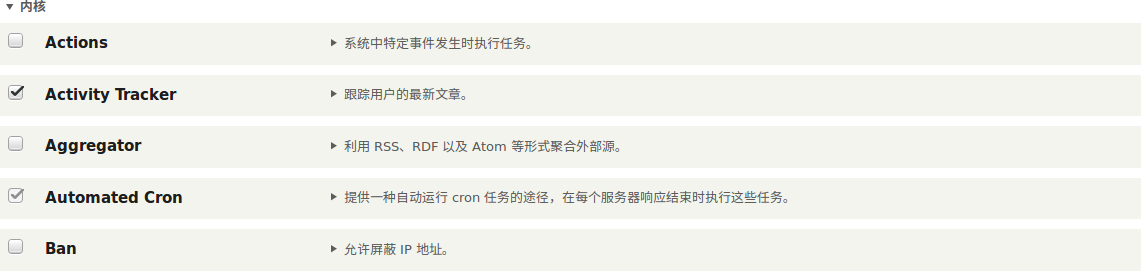 内核
Actions 系统中特定事件发生时执行任务。
Activity Tracker 跟踪用户的最新文章。
Aggregator 利用 RSS、RDF 以及 Atom 等形式聚合外部源。
Automated Cron 提供一种自动运行 cron 任务的途径，在每个服务器响应结束时执行这些任务。
Ban 允许屏蔽 IP 地址。